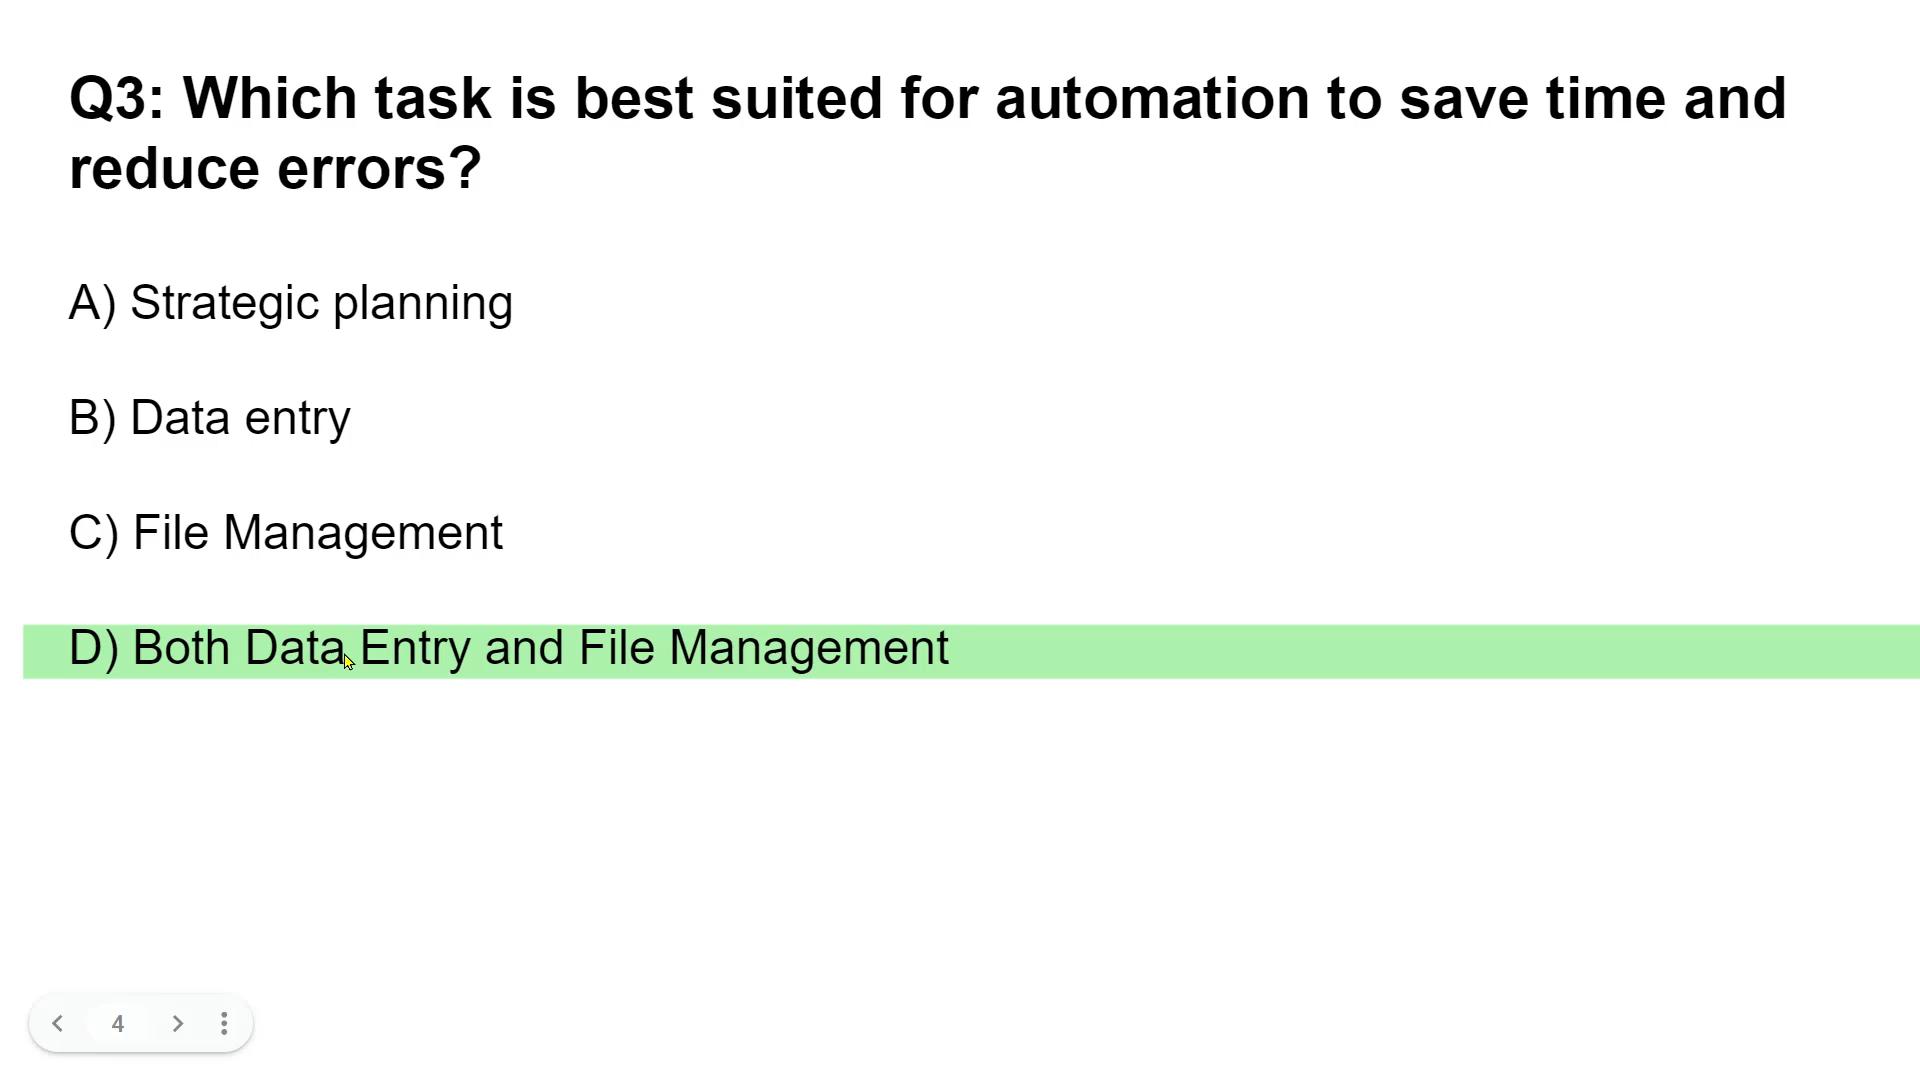 Q3: Which task is best suited for automation to save time and
reduce errors?
A) Strategic planning
B) Data entry
C) File Management
D) Both Data Entry and File Management
4